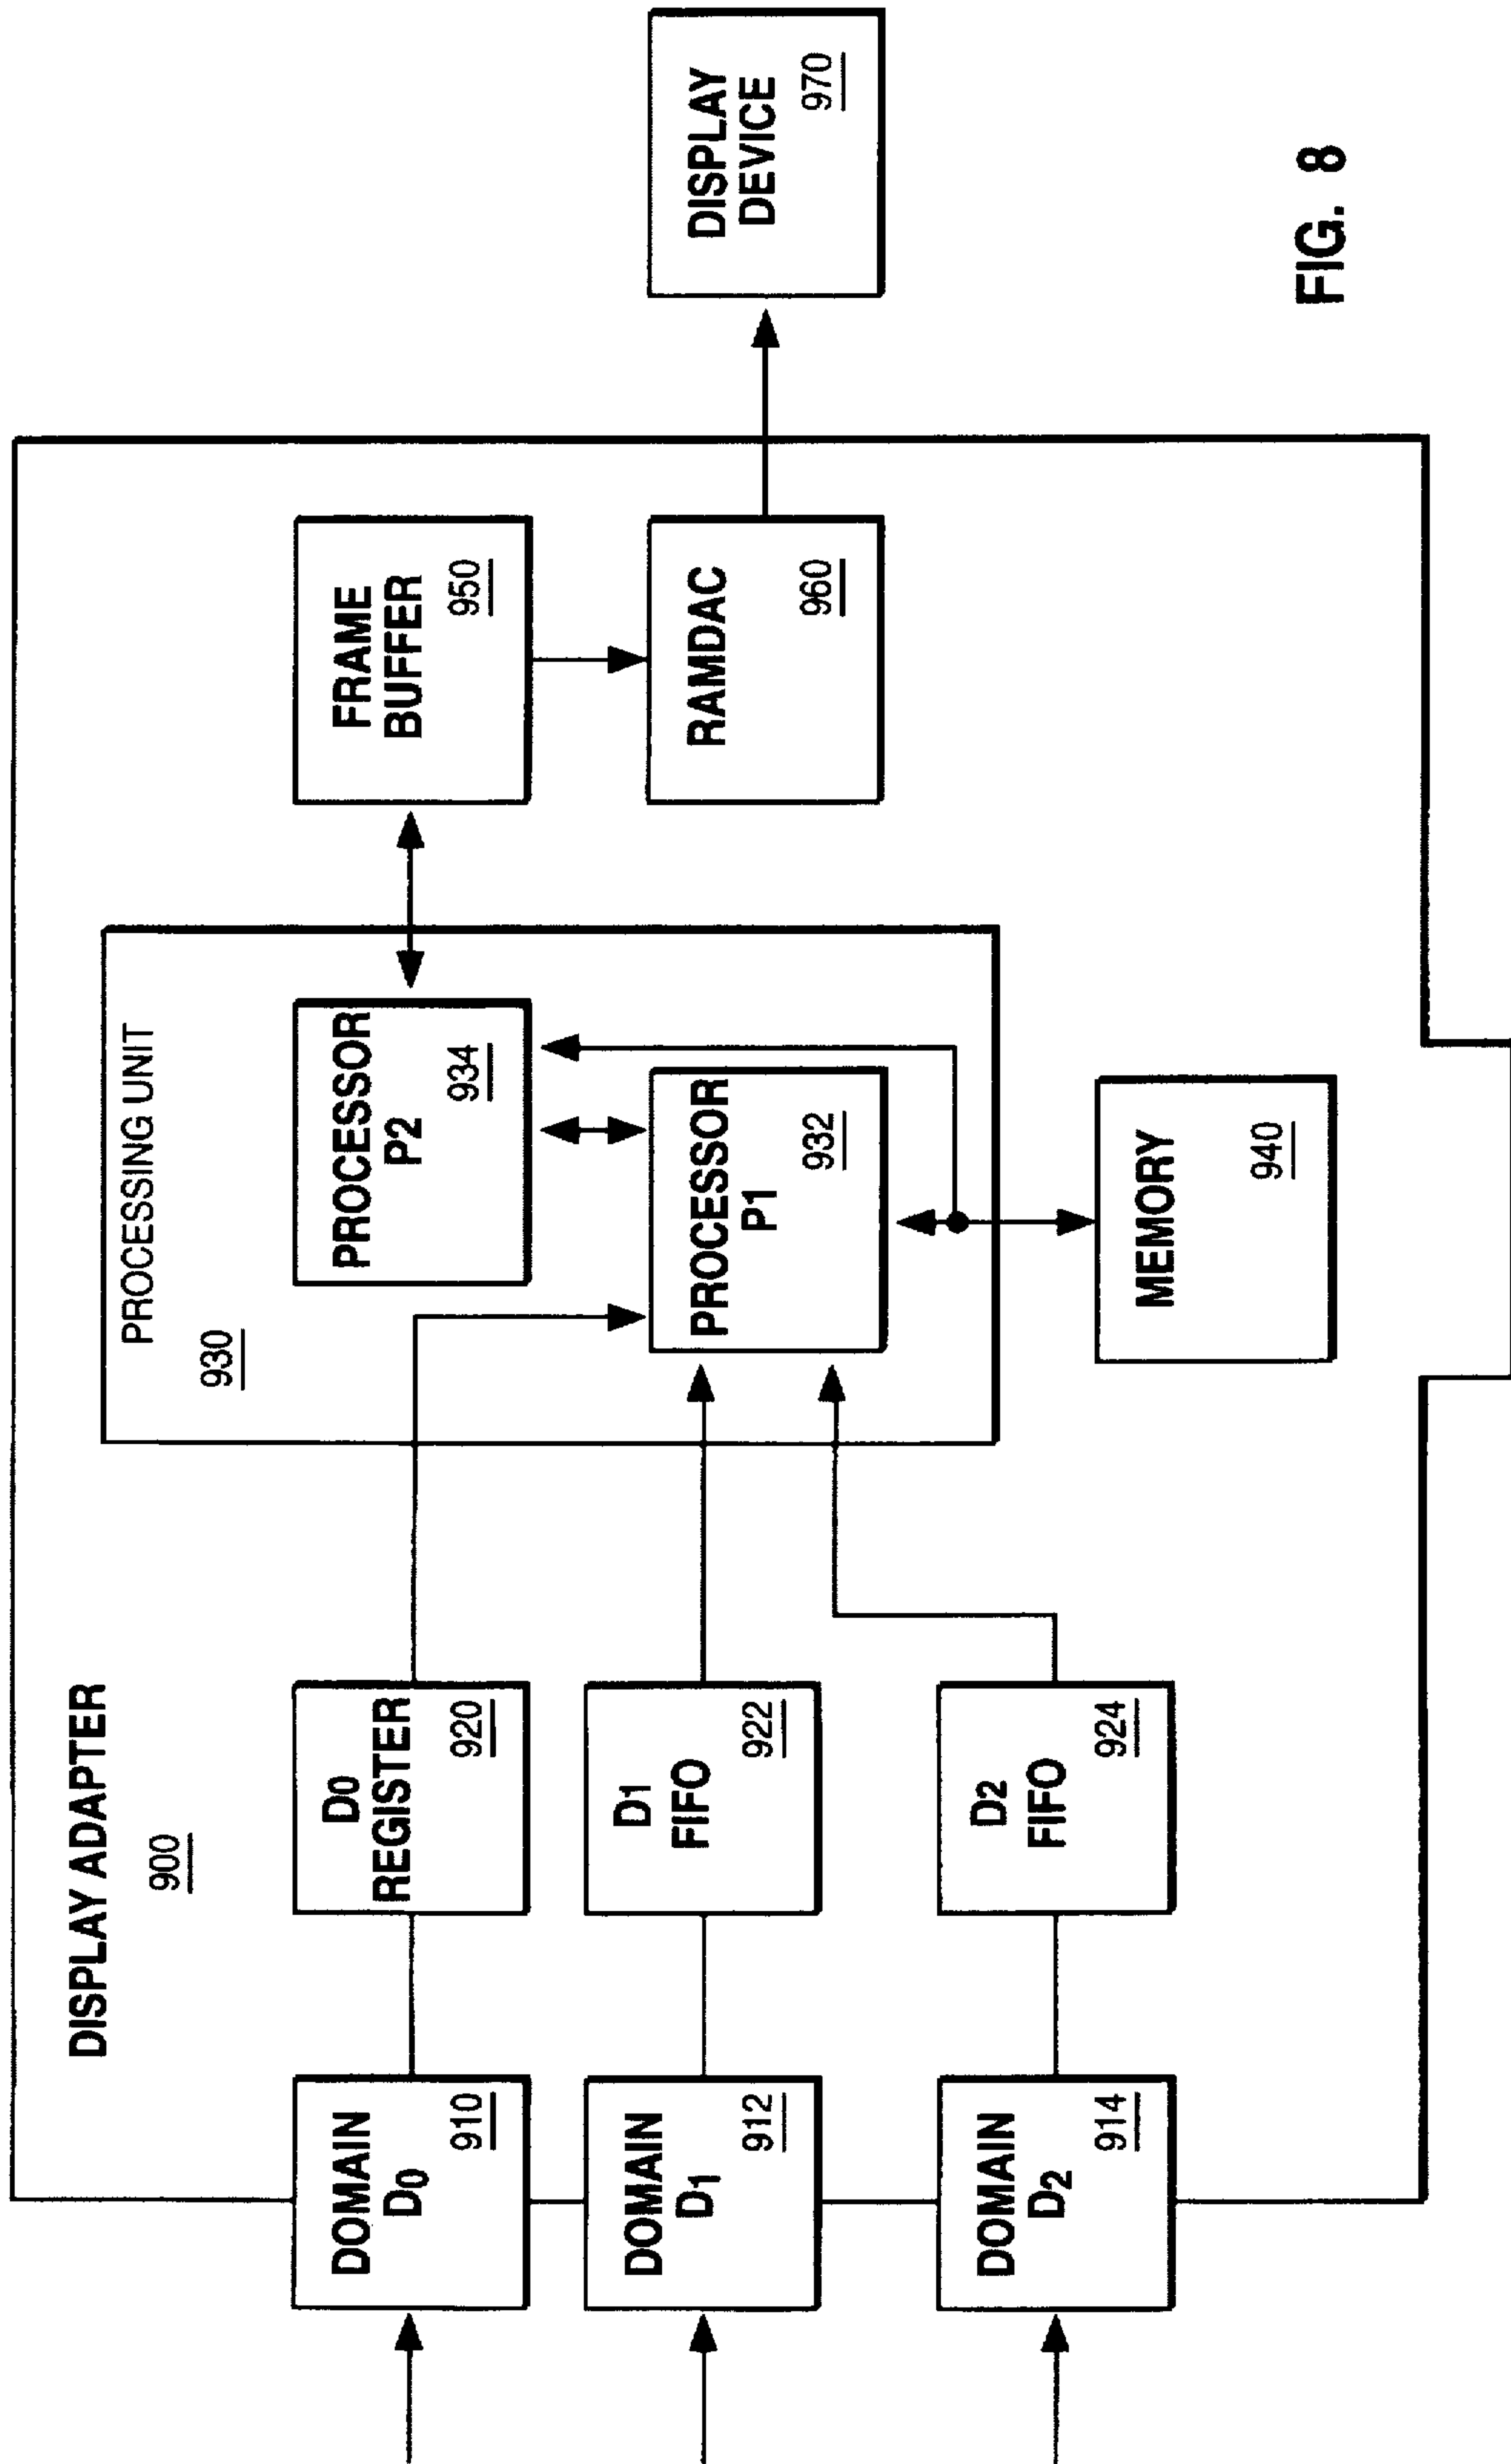 DISPLAY ADAPTER
900
DOMAIN
D0
910
DOMAIN
D1
912
DOMAIN
D2
914
D0
REGISTER
920
D1
FIFO
922
D2
FIFO
924
PROCESSING UNIT
930
PROCESSOR
P2
934
PROCESSOR
P1
932
MEMORY
940
FRAME
BUFFER
950
RAMDAC
960
DISPLAY
DEVICE
970
FIG. 8